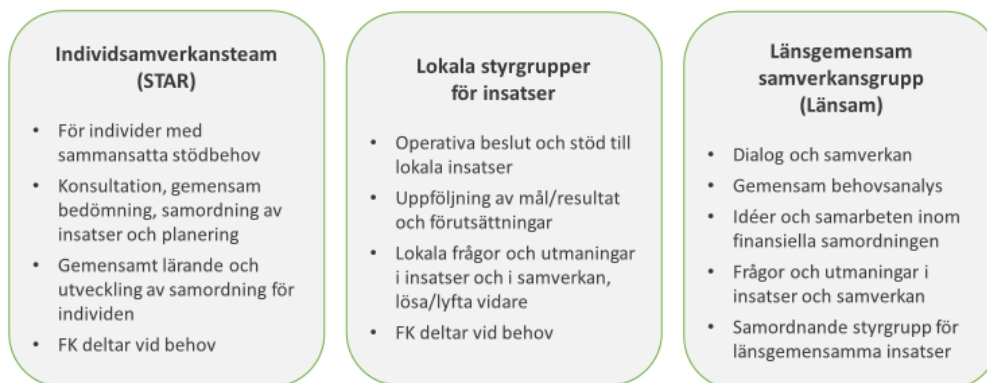 Individsamverkansteam
(STAR)
• För individer med
sammansatta stödbehov
• Konsultation, gemensam
bedömning, samordning av
insatser och planering
• Gemensamt lärande och
utveckling av samordning för
individen
• FK deltar vid behov
Lokala styrgrupper
för insatser
• Operativa beslut och stöd till
lokala insatser
• Uppföljning av mål/resultat
och förutsättningar
• Lokala frågor och utmaningar
i insatser och i samverkan,
lösa/lyfta vidare
• FK deltar vid behov
Länsgemensam
samverkansgrupp
(Länsam)
• Dialog och samverkan
• Gemensam behovsanalys
• Idéer och samarbeten inom
finansiella samordningen
• Frågor och utmaningar i
insatser och samverkan
• Samordnande styrgrupp för
länsgemensamma insatser